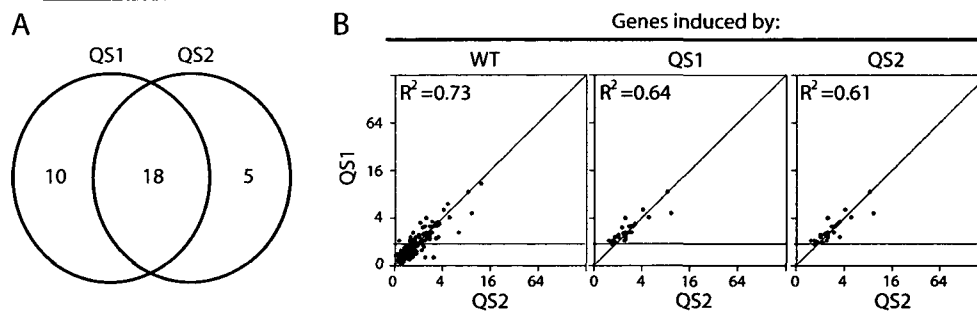 A
QS1 QS2
10 18 5
B
Genes induced by:
WT QS1 QS2
R²=0.73 R²=0.64 R²=0.61
QS1
64
16
4
0
0 4 16 64 0 4 16 64 0 4 16 64
QS2 QS2 QS2